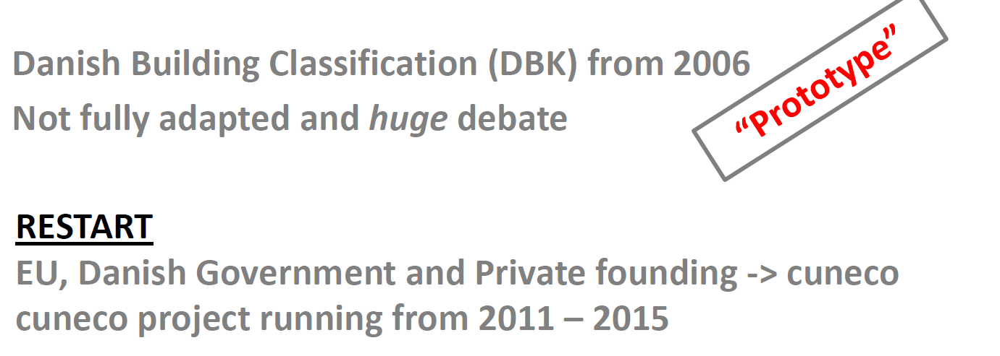 Danish Building Classification (DBK) from 2006
“Prototype”
Not fully adapted and huge debate
RESTART
EU, Danish Government and Private founding -> cuneco
cuneco project running from 2011 – 2015